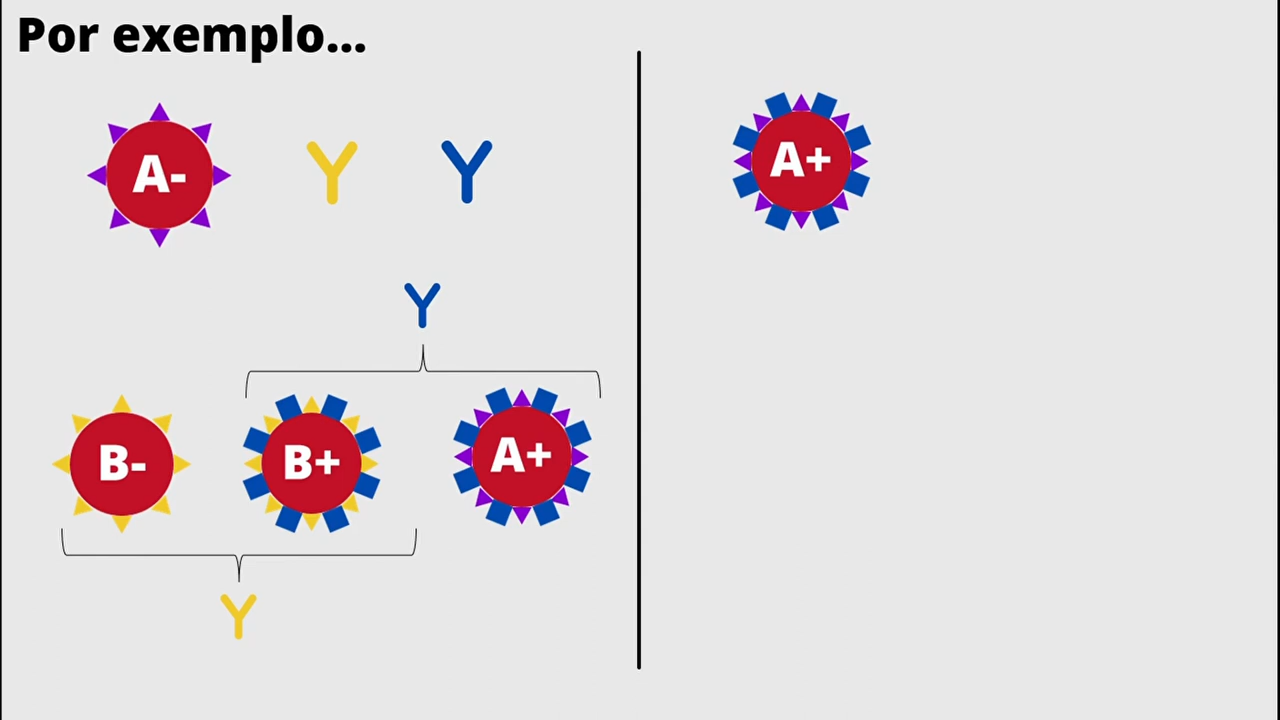 Por exemplo...
A-
A+
B-
B+
A+